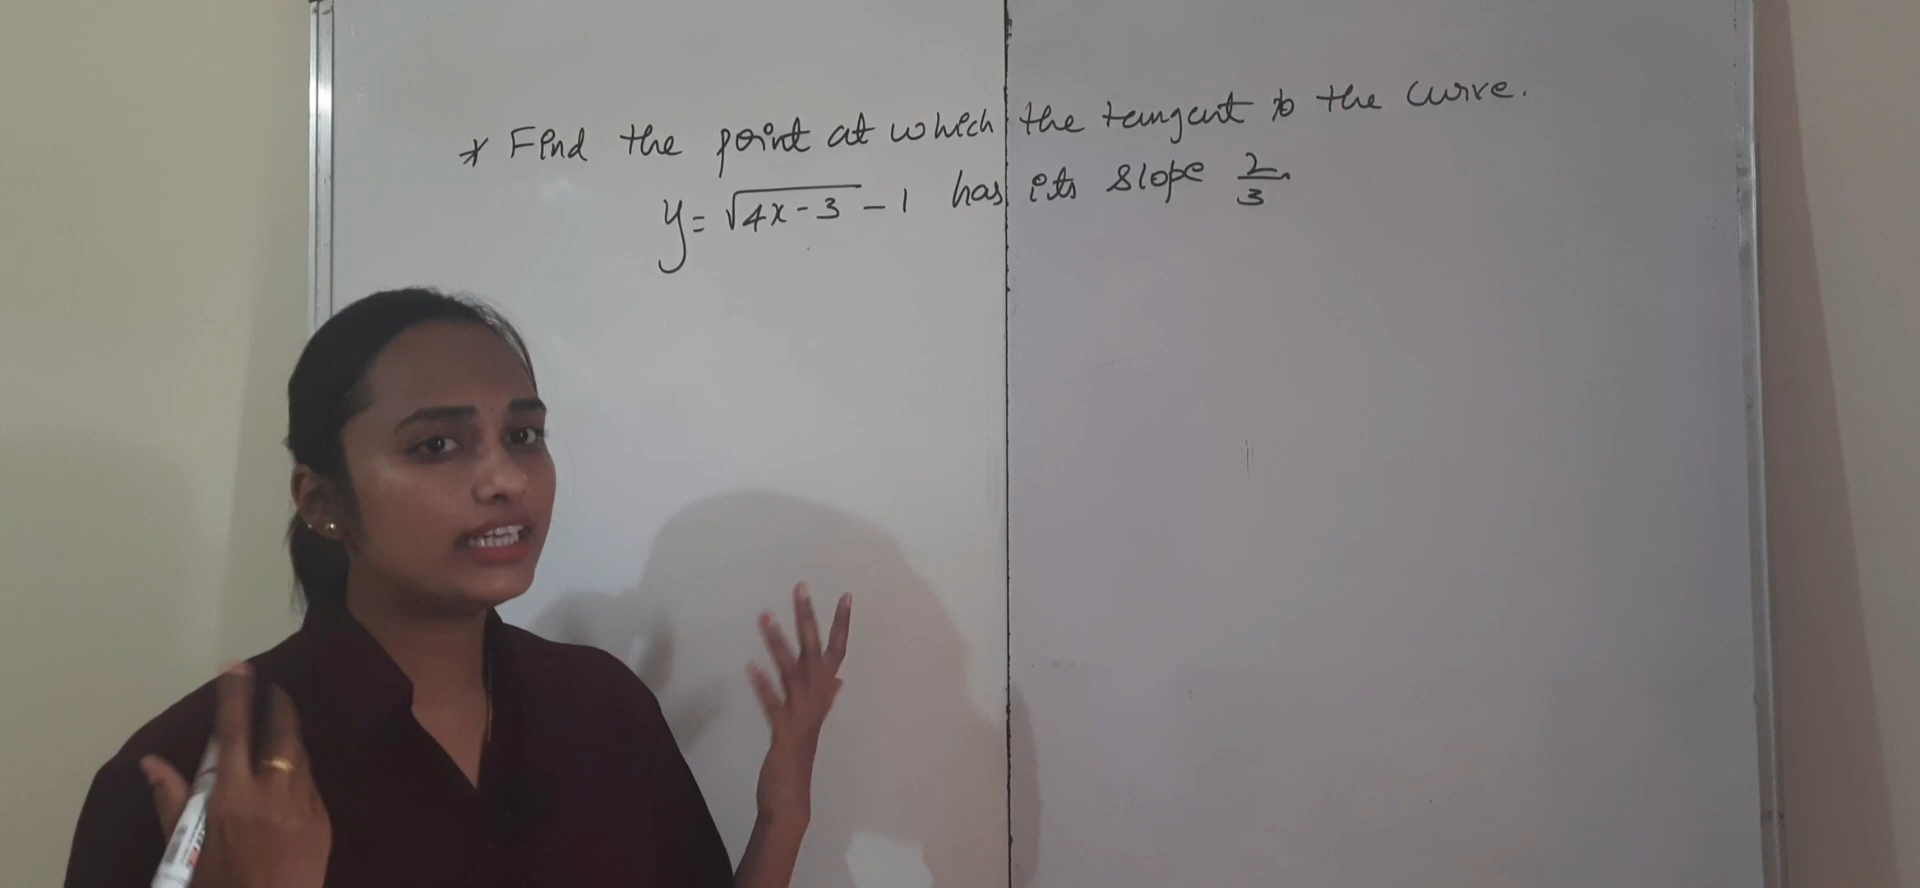 * Find the point at which the tangent to the curve.
y = √4x-3 - 1 has its slope 2/3.